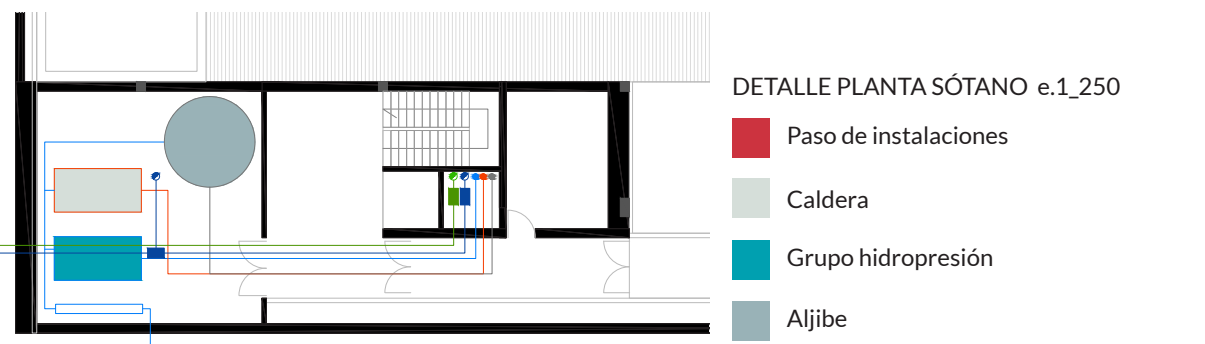 DETALLE PLANTA SÓTANO e.1_250
Paso de instalaciones
Caldera
Grupo hidropresión
Aljibe